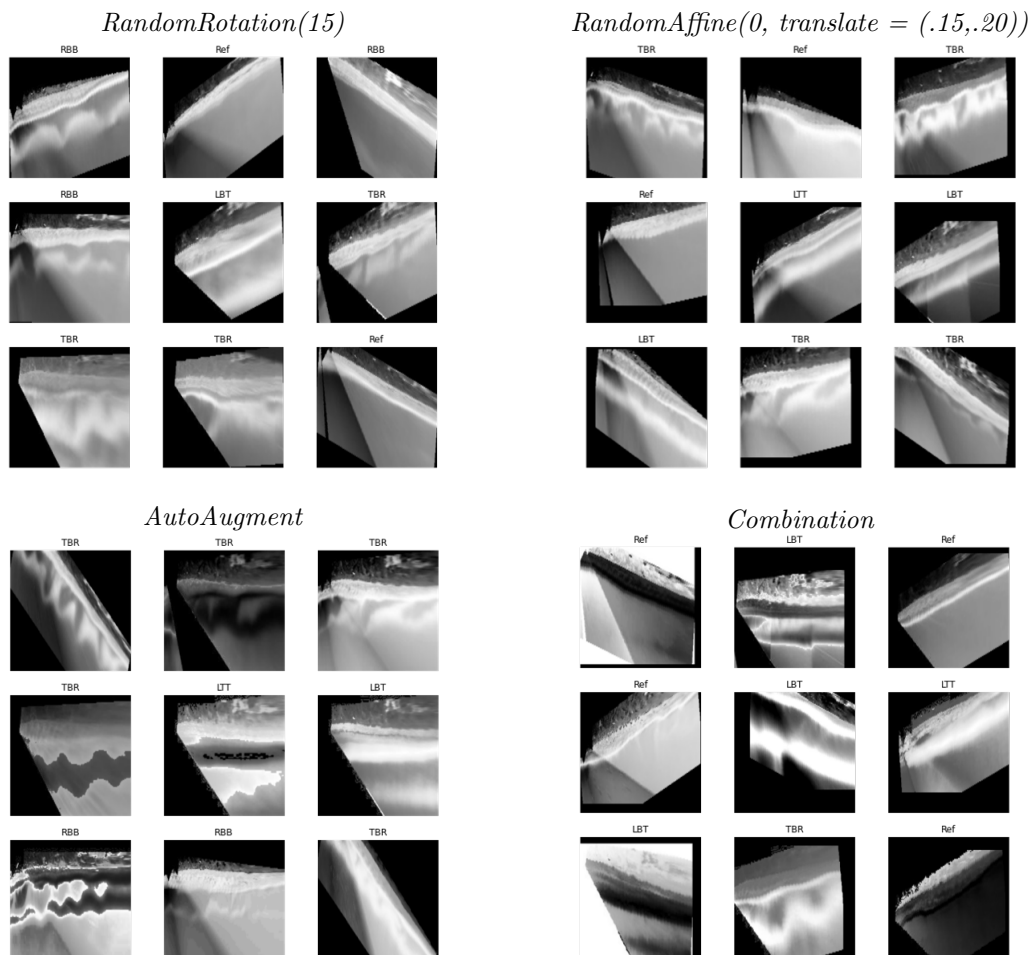 RandomRotation(15)
RBB Ref RBB
RBB LBT TBR
TBR TBR Ref
RandomAffine(0, translate = (.15,.20))
TBR Ref TBR
Ref LTT LBT
LBT TBR TBR
AutoAugment
TBR TBR TBR
TBR LTT LBT
RBB RBB TBR
Combination
Ref LBT Ref
Ref LBT LTT
LBT TBR Ref